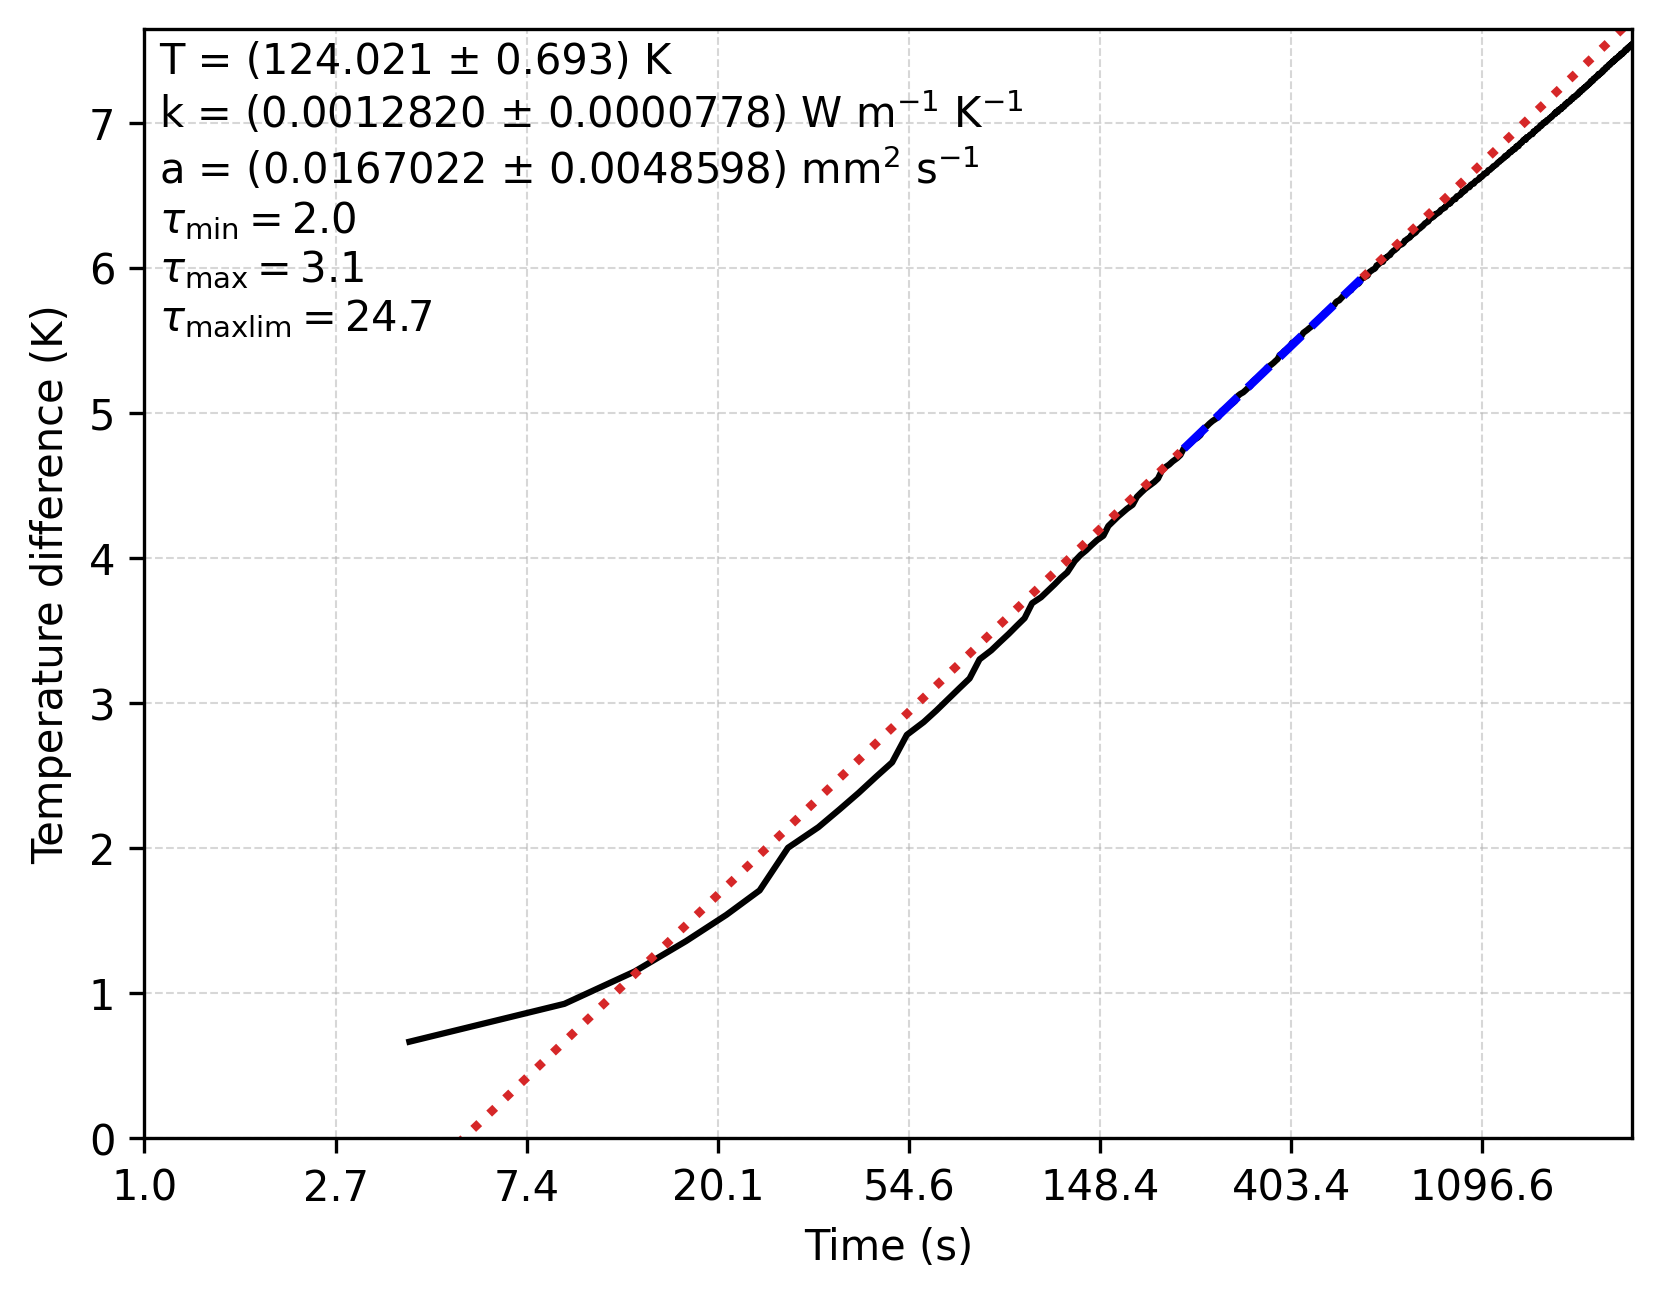 T = (124.021 ± 0.693) K
k = (0.0012820 ± 0.0000778) W m⁻¹ K⁻¹
a = (0.0167022 ± 0.0048598) mm² s⁻¹
τmin = 2.0
τmax = 3.1
τmaxlim = 24.7
Temperature difference (K)
7
6
5
4
3
2
1
0
1.0 2.7 7.4 20.1 54.6 148.4 403.4 1096.6
Time (s)